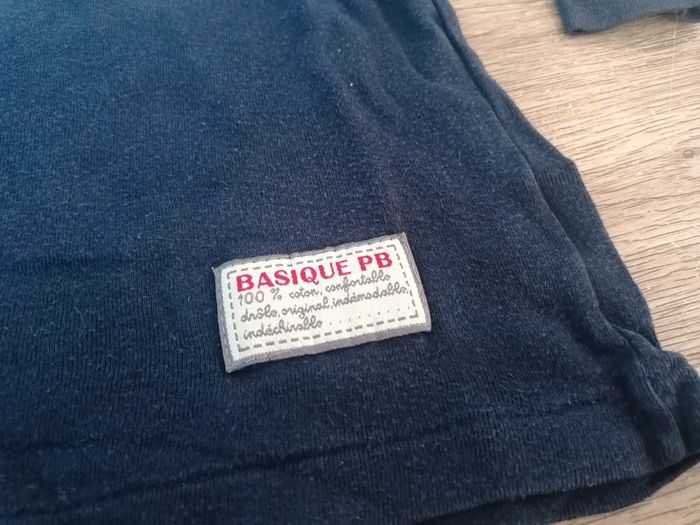 BASIQUE PB
100 % coton, confortable
drôle, original, indémodable,
indéchirable